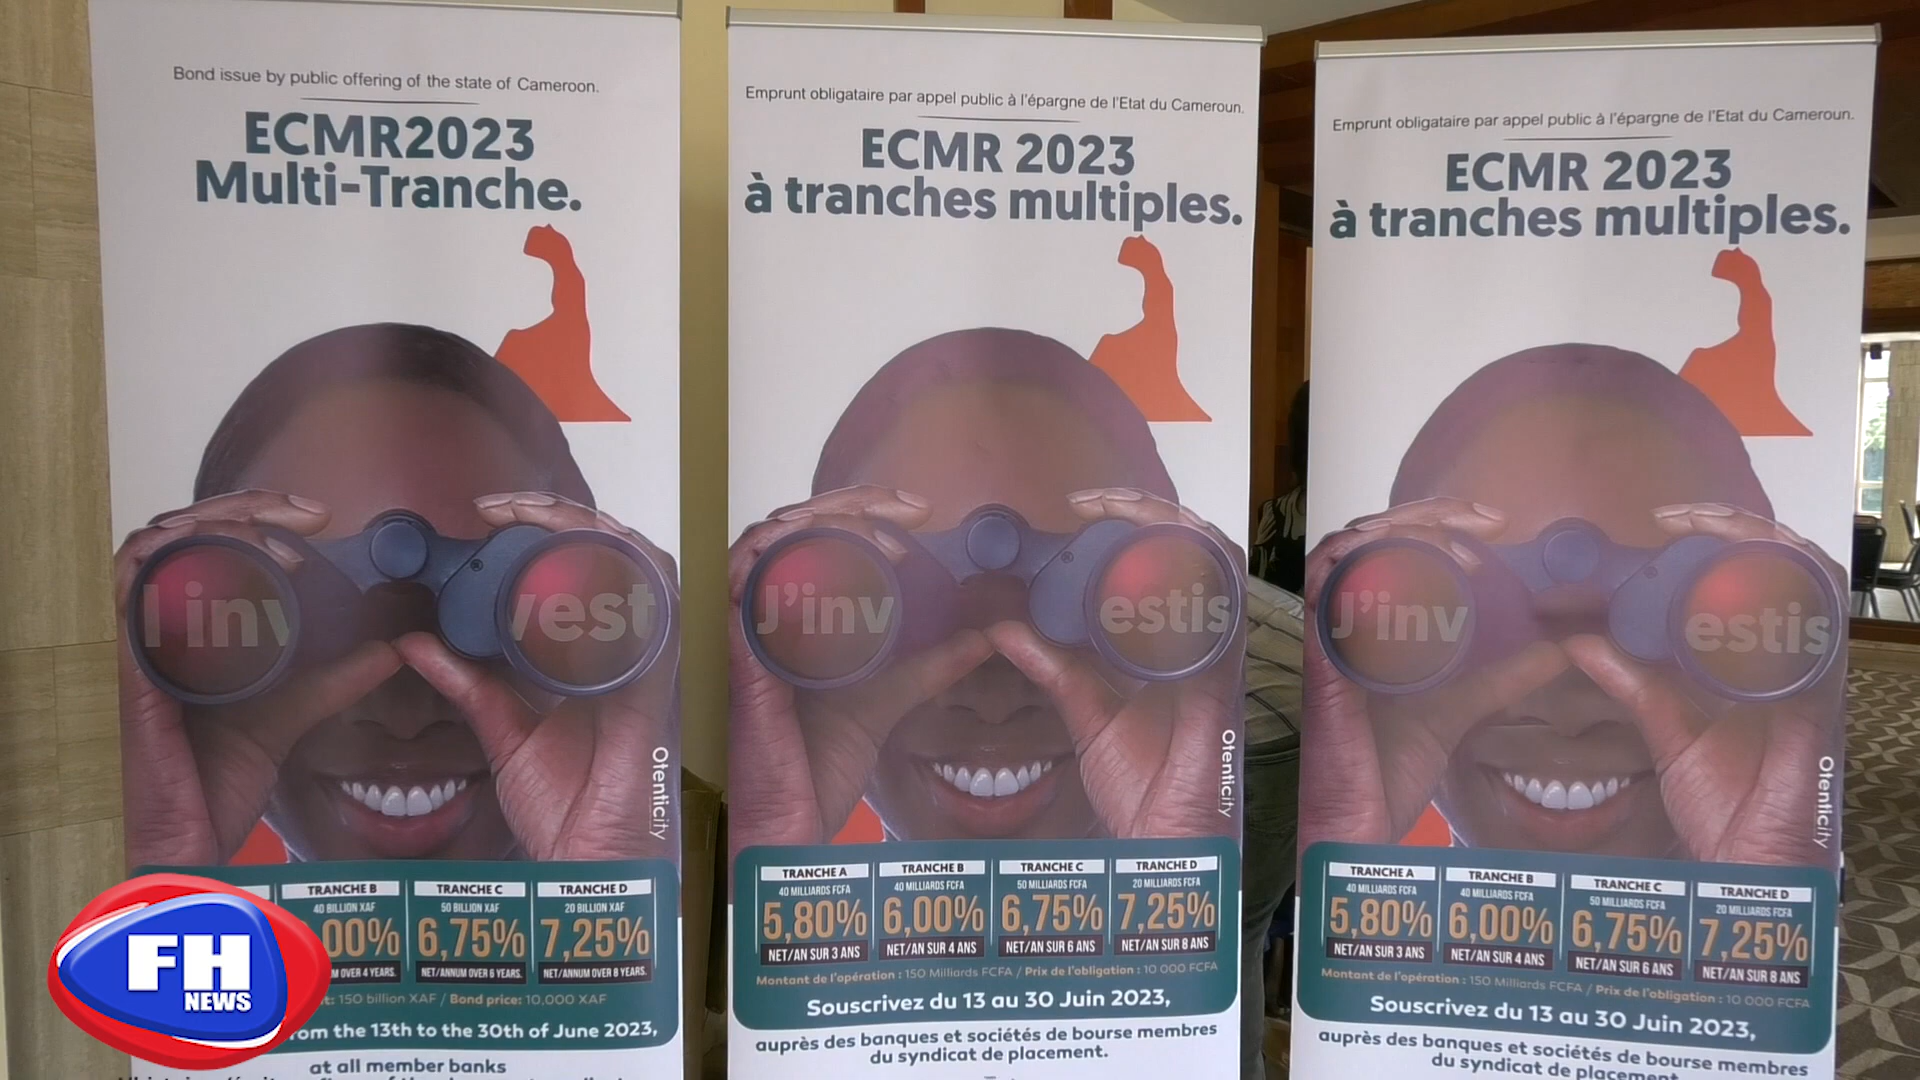 Bond issue by public offering of the state of Cameroon.
ECMR2023
Multi-Tranche.
I inv vest
Otenticity
TRANCHE B TRANCHE C TRANCHE D
40 BILLION XAF 50 BILLION XAF 20 BILLION XAF
00% 6,75% 7,25%
OVER 4 YEARS. NET/ANNUM OVER 6 YEARS. NET/ANNUM OVER 8 YEARS.
150 billion XAF / Bond price: 10,000 XAF
om the 13th to the 30th of June 2023,
at all member banks
Emprunt obligataire par appel public à l'épargne de l'Etat du Cameroun.
ECMR 2023
à tranches multiples.
J'inv estis
Otenticity
TRANCHE A TRANCHE B TRANCHE C TRANCHE D
40 MILLIARDS FCFA 40 MILLIARDS FCFA 50 MILLIARDS FCFA 20 MILLIARDS FCFA
5,80% 6,00% 6,75% 7,25%
NET/AN SUR 3 ANS NET/AN SUR 4 ANS NET/AN SUR 6 ANS NET/AN SUR 8 ANS
Montant de l'opération : 150 Milliards FCFA / Prix de l'obligation : 10 000 FCFA
Souscrivez du 13 au 30 Juin 2023,
auprès des banques et sociétés de bourse membres
du syndicat de placement.
Emprunt obligataire par appel public à l'épargne de l'Etat du Cameroun.
ECMR 2023
à tranches multiples.
J'inv estis
Otenticity
TRANCHE A TRANCHE B TRANCHE C TRANCHE D
40 MILLIARDS FCFA 40 MILLIARDS FCFA 50 MILLIARDS FCFA 20 MILLIARDS FCFA
5,80% 6,00% 6,75% 7,25%
NET/AN SUR 3 ANS NET/AN SUR 4 ANS NET/AN SUR 6 ANS NET/AN SUR 8 ANS
Montant de l'opération : 150 Milliards FCFA / Prix de l'obligation : 10 000 FCFA
Souscrivez du 13 au 30 Juin 2023,
auprès des banques et sociétés de bourse membres
du syndicat de placement
FH
NEWS